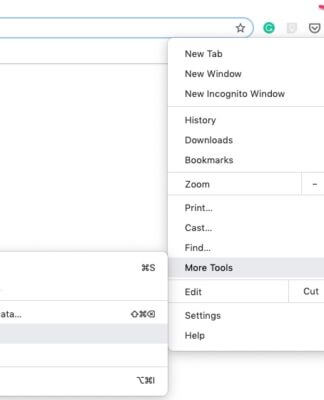 New Tab
New Window
New Incognito Window
History
Downloads
Bookmarks
Zoom –
Print...
Cast...
Find...
More Tools
Edit Cut
Settings
Help
⌘S
ata... ⇧⌘⌫
⌥⌘I